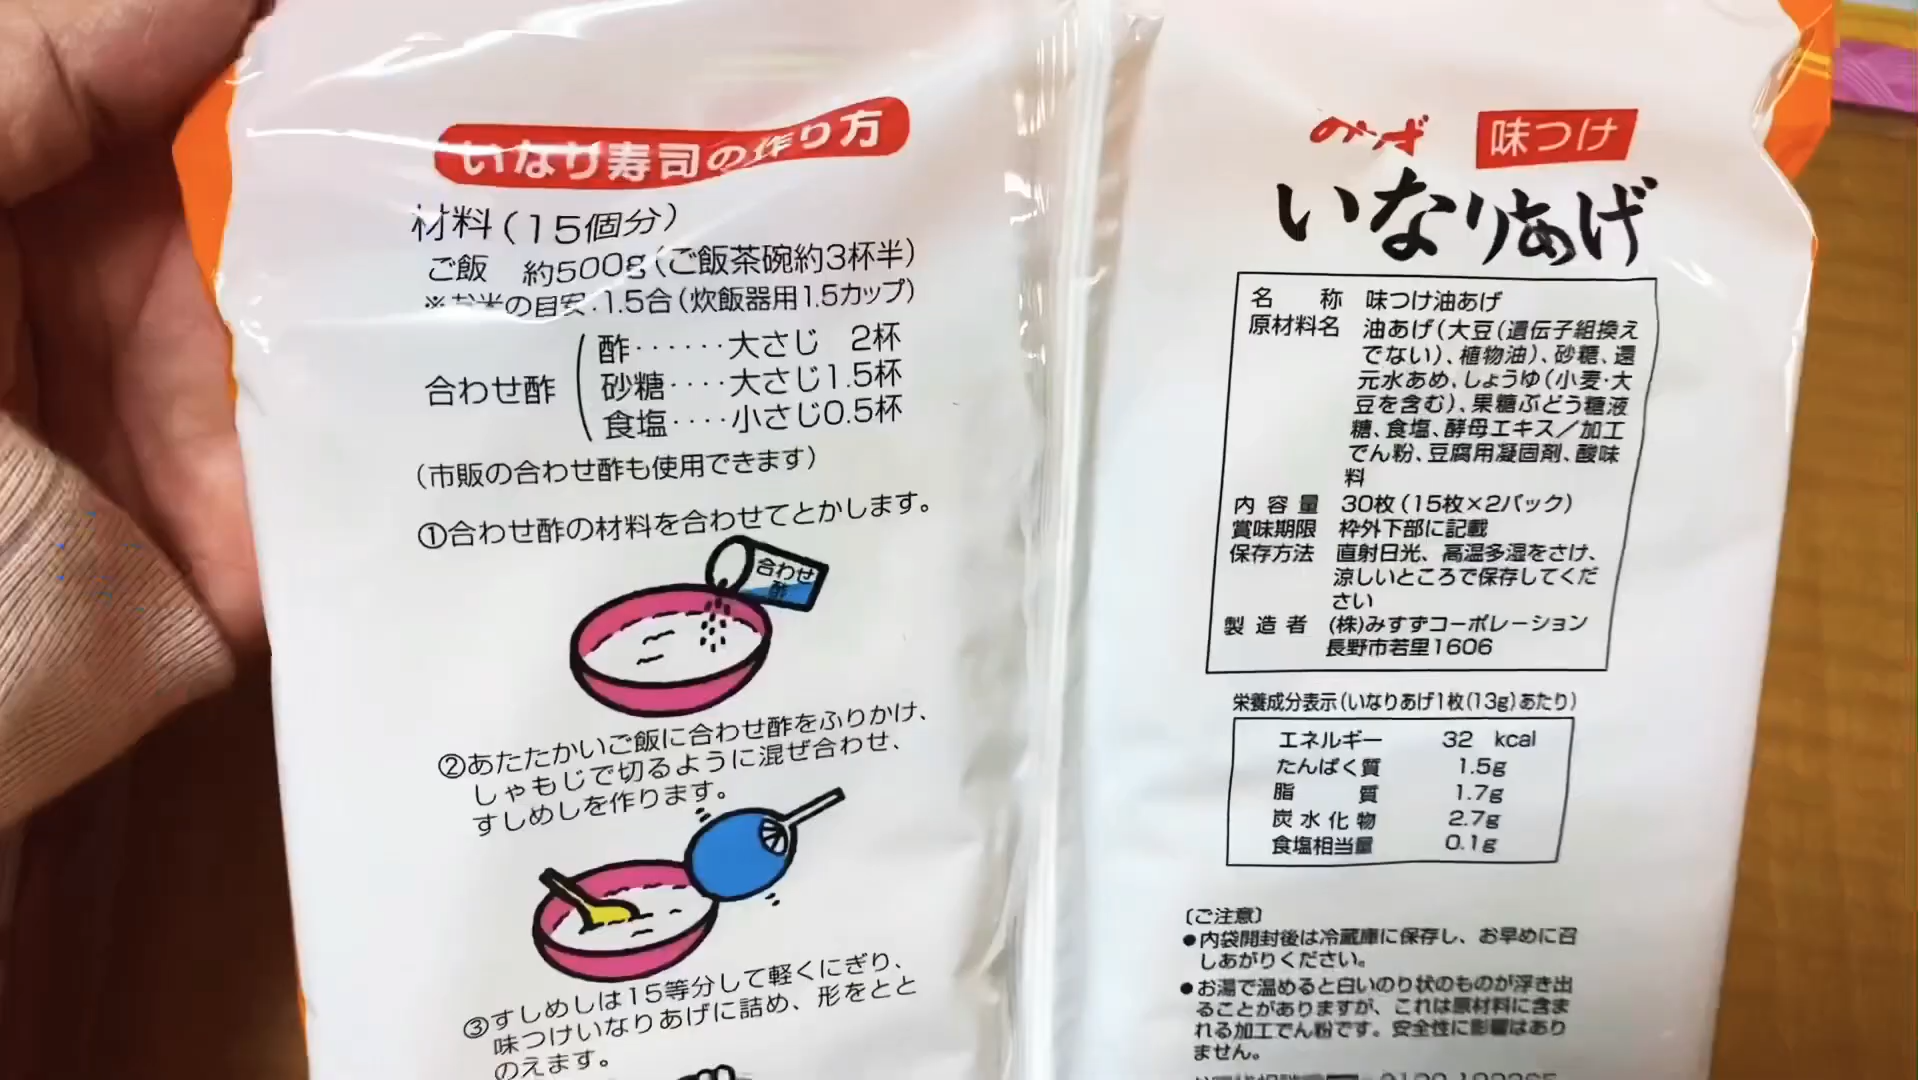 いなり寿司の作り方
材料(15個分)
ご飯 約500g(ご飯茶碗約3杯半)
※お米の目安‥1.5合(炊飯器用1.5カップ)
合わせ酢
酢‥‥‥大さじ 2杯
砂糖‥‥大さじ1.5杯
食塩‥‥小さじ0.5杯
(市販の合わせ酢も使用できます)
①合わせ酢の材料を合わせてとかします。
合わせ
酢
②あたたかいご飯に合わせ酢をふりかけ、
しゃもじで切るように混ぜ合わせ、
すしめしを作ります。
③すしめしは15等分して軽くにぎり、
味つけいなりあげに詰め、形をとと
のえます。
みすず 味つけ
いなりあげ
名称 味つけ油あげ
原材料名 油あげ(大豆(遺伝子組換え
でない)、植物油)、砂糖、還
元水あめ、しょうゆ(小麦・大
豆を含む)、果糖ぶどう糖液
糖、食塩、酵母エキス/加工
でん粉、豆腐用凝固剤、酸味
料
内容量 30枚(15枚×2パック)
賞味期限 枠外下部に記載
保存方法 直射日光、高温多湿をさけ、
涼しいところで保存してくだ
さい
製造者 (株)みすずコーポレーション
長野市若里1606
栄養成分表示(いなりあげ1枚(13g)あたり)
エネルギー 32 kcal
たんぱく質 1.5g
脂質 1.7g
炭水化物 2.7g
食塩相当量 0.1g
〔ご注意〕
●内袋開封後は冷蔵庫に保存し、お早めに召
しあがりください。
●お湯で温めると白いのり状のものが浮き出
ることがありますが、これは原材料に含ま
れる加工でん粉です。安全性に影響はあり
ません。